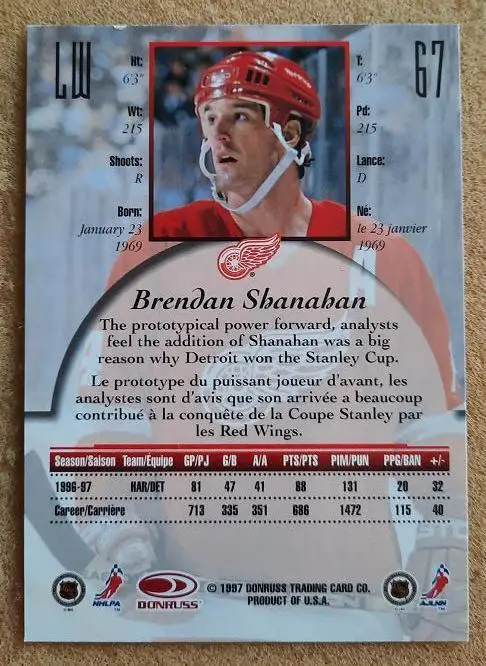 LW
67
Ht:
6'3"
Wt:
215
Shoots:
R
Born:
January 23
1969
T:
6'3"
Pd:
215
Lance:
D
Né:
le 23 janvier
1969
Brendan Shanahan
The prototypical power forward, analysts
feel the addition of Shanahan was a big
reason why Detroit won the Stanley Cup.
Le prototype du puissant joueur d'avant, les
analystes sont d'avis que son arrivée a beaucoup
contribué à la conquête de la Coupe Stanley par
les Red Wings.
Season/Saison Team/Équipe GP/PJ G/B A/A PTS/PTS PIM/PUN PPG/BAN +/-
1996-97 HAR/DET 81 47 41 88 131 20 32
Career/Carrière 713 335 351 686 1472 115 40
NHLPA
DONRUSS
© 1997 DONRUSS TRADING CARD CO.
PRODUCT OF U.S.A.
AJLNH